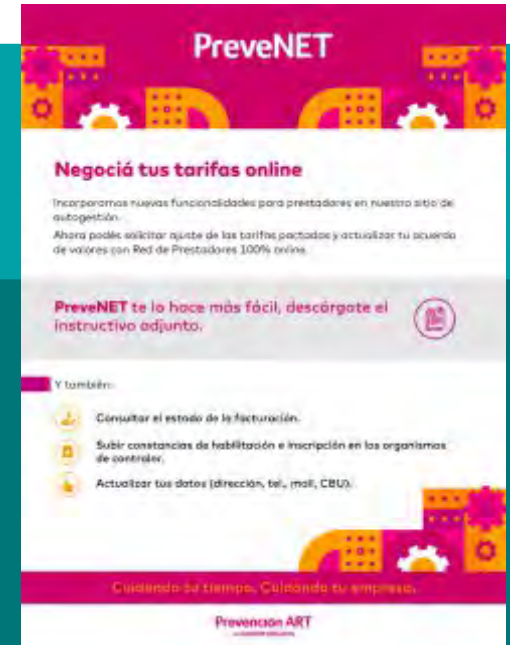 PreveNET
Negociá tus tarifas online
Incorporamos nuevas funcionalidades para prestadores en nuestro sitio de
autogestión.
Ahora podés solicitar ajuste de las tarifas pactadas y actualizar tu acuerdo
de valores con Red de Prestadores 100% online.
PreveNET te lo hace más fácil, descárgate el
instructivo adjunto.
Y también:
Consultar el estado de la facturación.
Subir constancias de habilitación e inscripción en los organismos
de contralor.
Actualizar tus datos (dirección, tel., mail, CBU).
Cuidando tu tiempo. Cuidando tu empresa.
Prevención ART